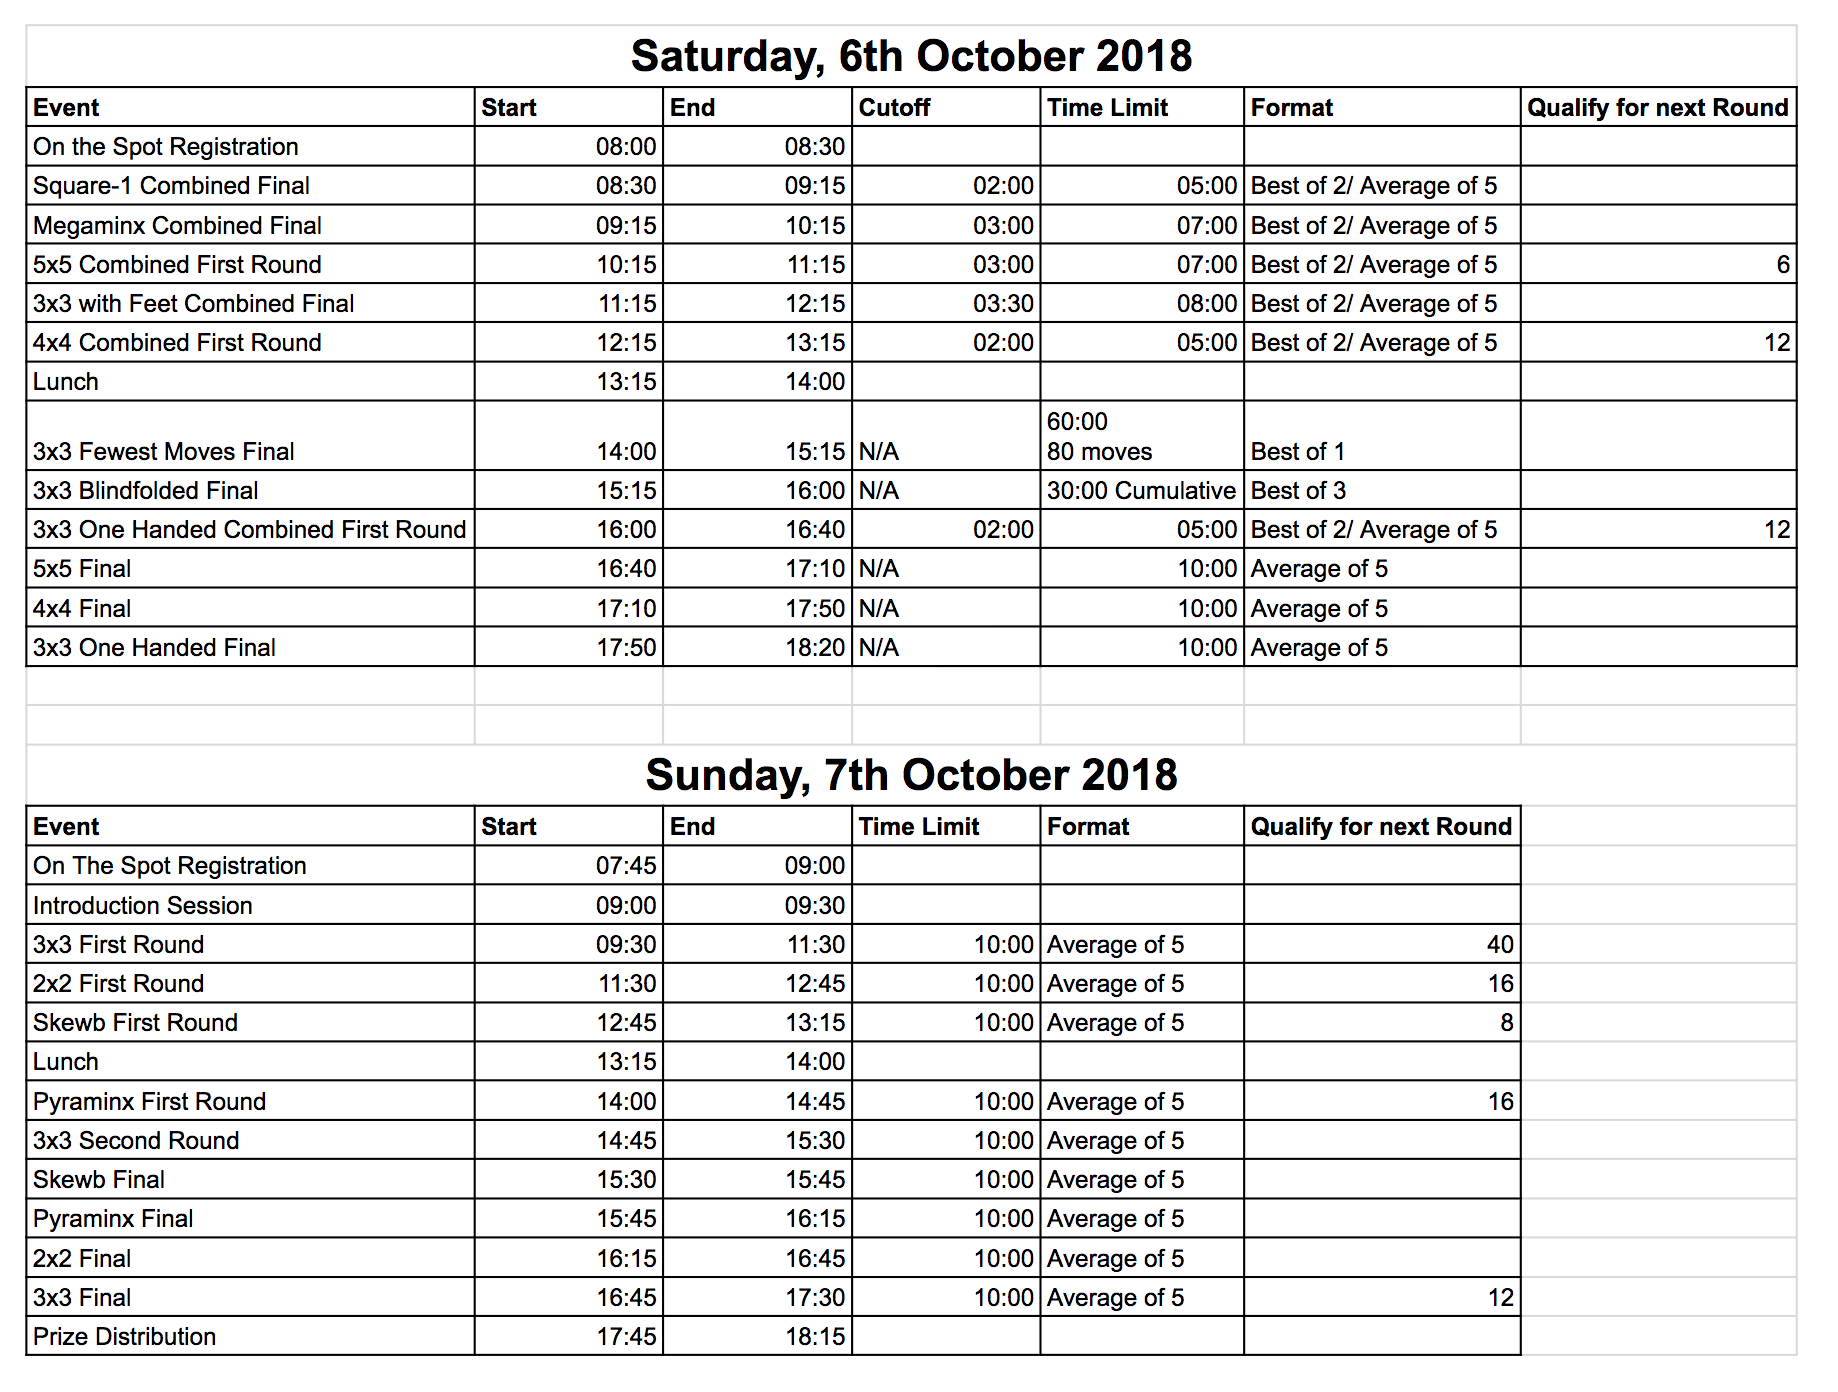 Saturday, 6th October 2018
Event Start End Cutoff Time Limit Format Qualify for next Round
On the Spot Registration 08:00 08:30
Square-1 Combined Final 08:30 09:15 02:00 05:00 Best of 2/ Average of 5
Megaminx Combined Final 09:15 10:15 03:00 07:00 Best of 2/ Average of 5
5x5 Combined First Round 10:15 11:15 03:00 07:00 Best of 2/ Average of 5 6
3x3 with Feet Combined Final 11:15 12:15 03:30 08:00 Best of 2/ Average of 5
4x4 Combined First Round 12:15 13:15 02:00 05:00 Best of 2/ Average of 5 12
Lunch 13:15 14:00
60:00
3x3 Fewest Moves Final 14:00 15:15 N/A 80 moves Best of 1
3x3 Blindfolded Final 15:15 16:00 N/A 30:00 Cumulative Best of 3
3x3 One Handed Combined First Round 16:00 16:40 02:00 05:00 Best of 2/ Average of 5 12
5x5 Final 16:40 17:10 N/A 10:00 Average of 5
4x4 Final 17:10 17:50 N/A 10:00 Average of 5
3x3 One Handed Final 17:50 18:20 N/A 10:00 Average of 5
Sunday, 7th October 2018
Event Start End Time Limit Format Qualify for next Round
On The Spot Registration 07:45 09:00
Introduction Session 09:00 09:30
3x3 First Round 09:30 11:30 10:00 Average of 5 40
2x2 First Round 11:30 12:45 10:00 Average of 5 16
Skewb First Round 12:45 13:15 10:00 Average of 5 8
Lunch 13:15 14:00
Pyraminx First Round 14:00 14:45 10:00 Average of 5 16
3x3 Second Round 14:45 15:30 10:00 Average of 5
Skewb Final 15:30 15:45 10:00 Average of 5
Pyraminx Final 15:45 16:15 10:00 Average of 5
2x2 Final 16:15 16:45 10:00 Average of 5
3x3 Final 16:45 17:30 10:00 Average of 5 12
Prize Distribution 17:45 18:15